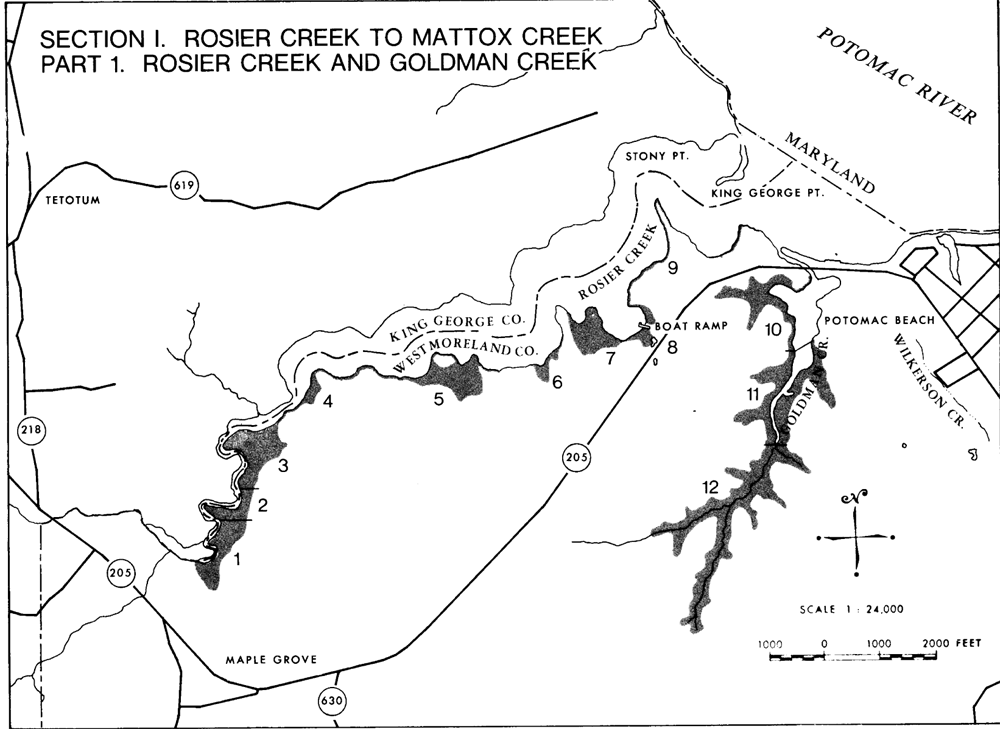 SECTION I. ROSIER CREEK TO MATTOX CREEK
PART 1. ROSIER CREEK AND GOLDMAN CREEK
POTOMAC RIVER
MARYLAND
STONY PT.
KING GEORGE PT.
619
TETOTUM
ROSIER CREEK
9
KING GEORGE CO.
WESTMORELAND CO.
BOAT RAMP
10
POTOMAC BEACH
8
7
6
5
4
WILKERSON CR.
GOLDMAN CR.
11
218
3
205
2
12
1
205
N
SCALE 1 : 24,000
1000 0 1000 2000 FEET
MAPLE GROVE
630